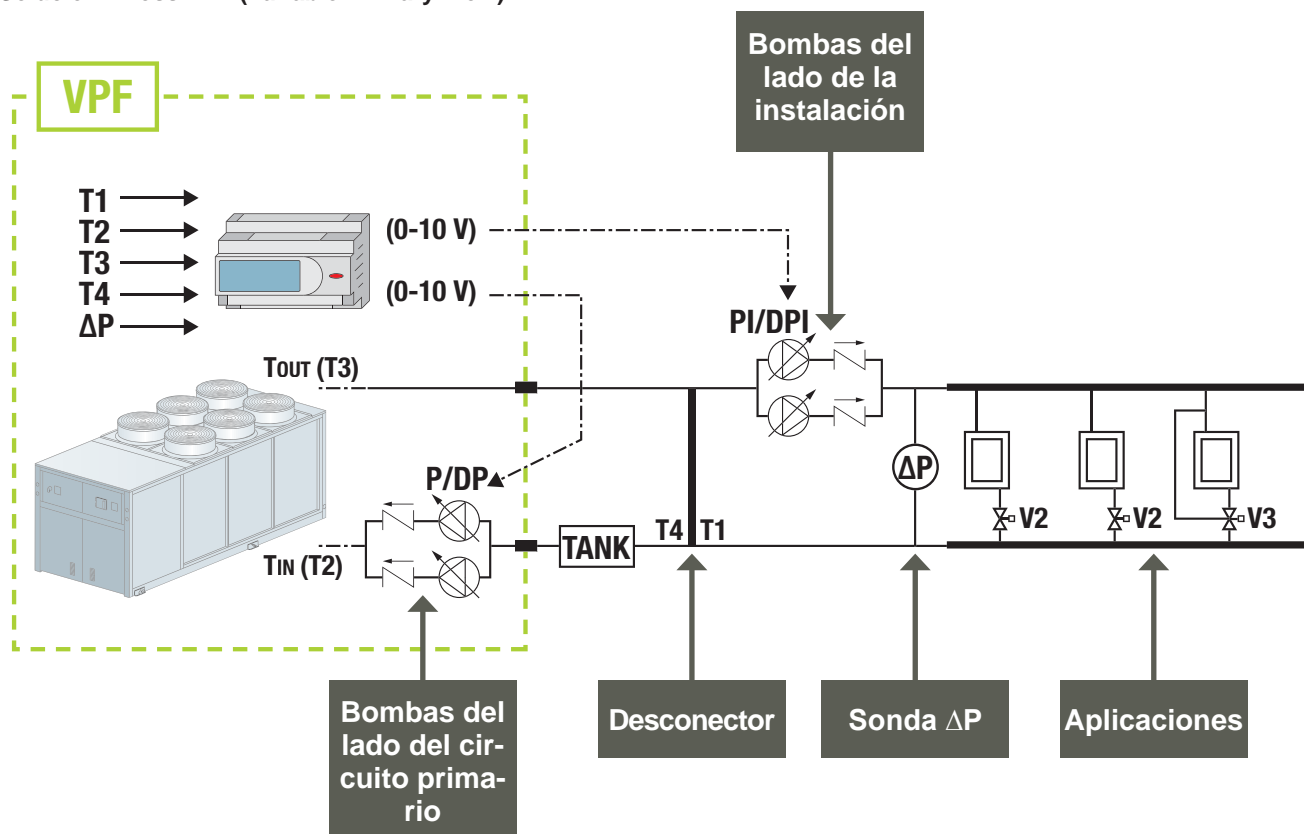 Bombas del
lado de la
instalación
VPF
T1
T2
T3
T4
ΔP
(0-10 V)
(0-10 V)
PI/DPI
TOUT (T3)
P/DP
ΔP
V2
V2
V3
TIN (T2)
TANK
T4
T1
Bombas del
lado del cir-
cuito prima-
rio
Desconector
Sonda ΔP
Aplicaciones